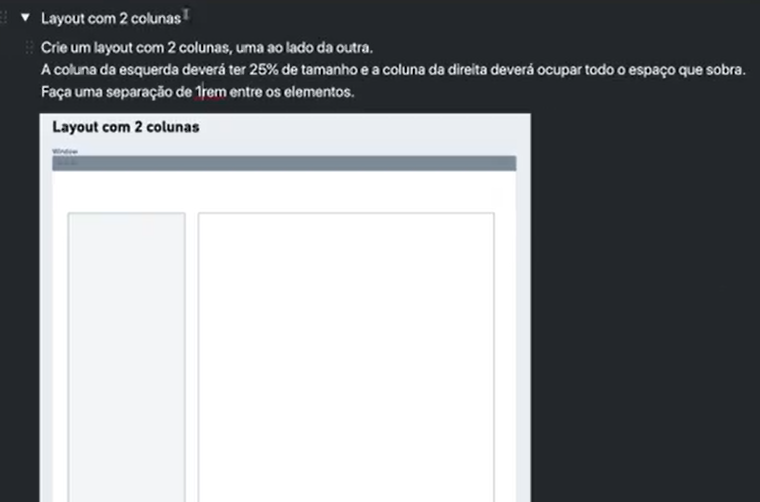 Layout com 2 colunas
Crie um layout com 2 colunas, uma ao lado da outra.
A coluna da esquerda deverá ter 25% de tamanho e a coluna da direita deverá ocupar todo o espaço que sobra.
Faça uma separação de 1rem entre os elementos.
Layout com 2 colunas
Window